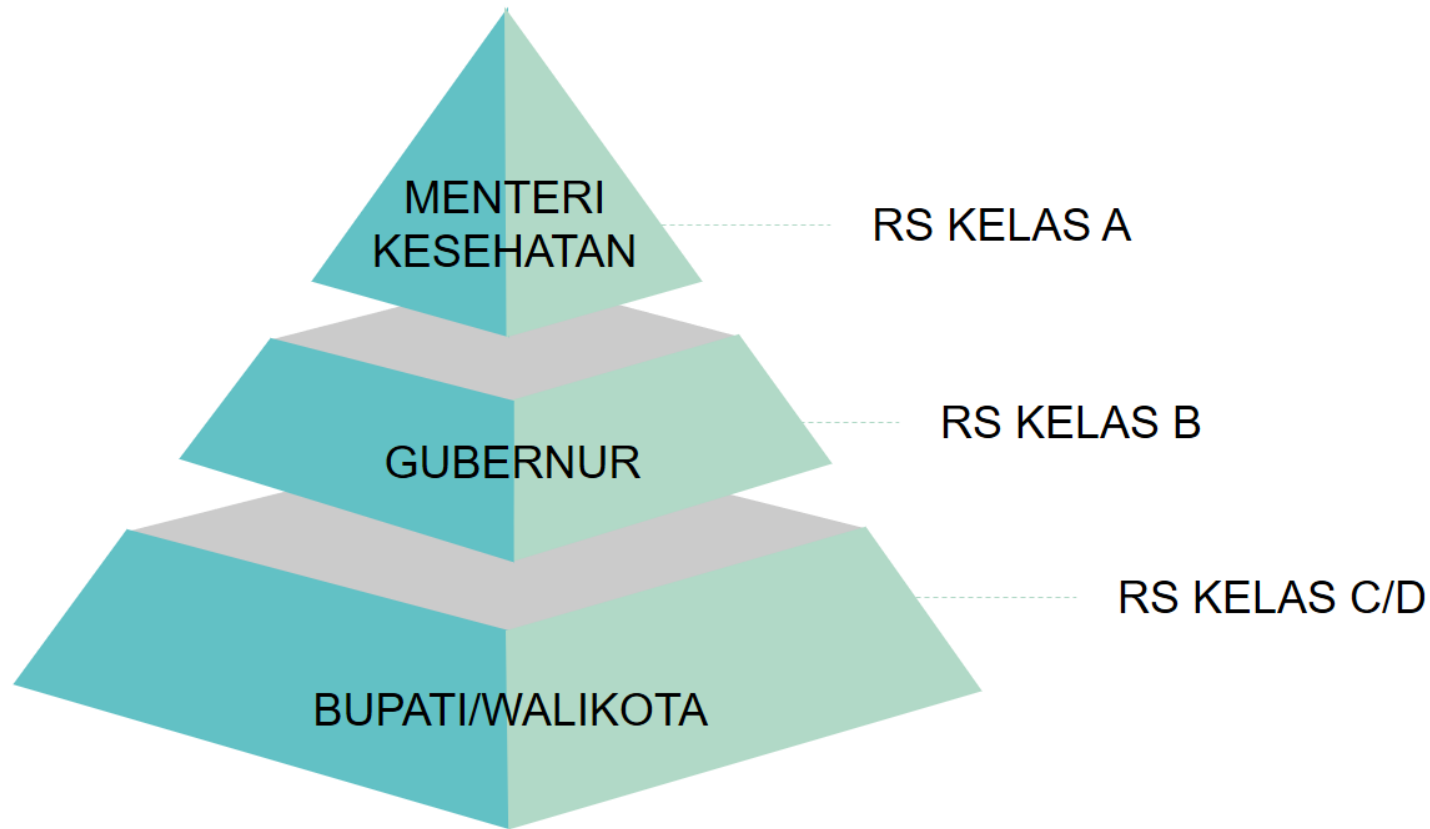 MENTERI
KESEHATAN
RS KELAS A
GUBERNUR
RS KELAS B
BUPATI/WALIKOTA
RS KELAS C/D